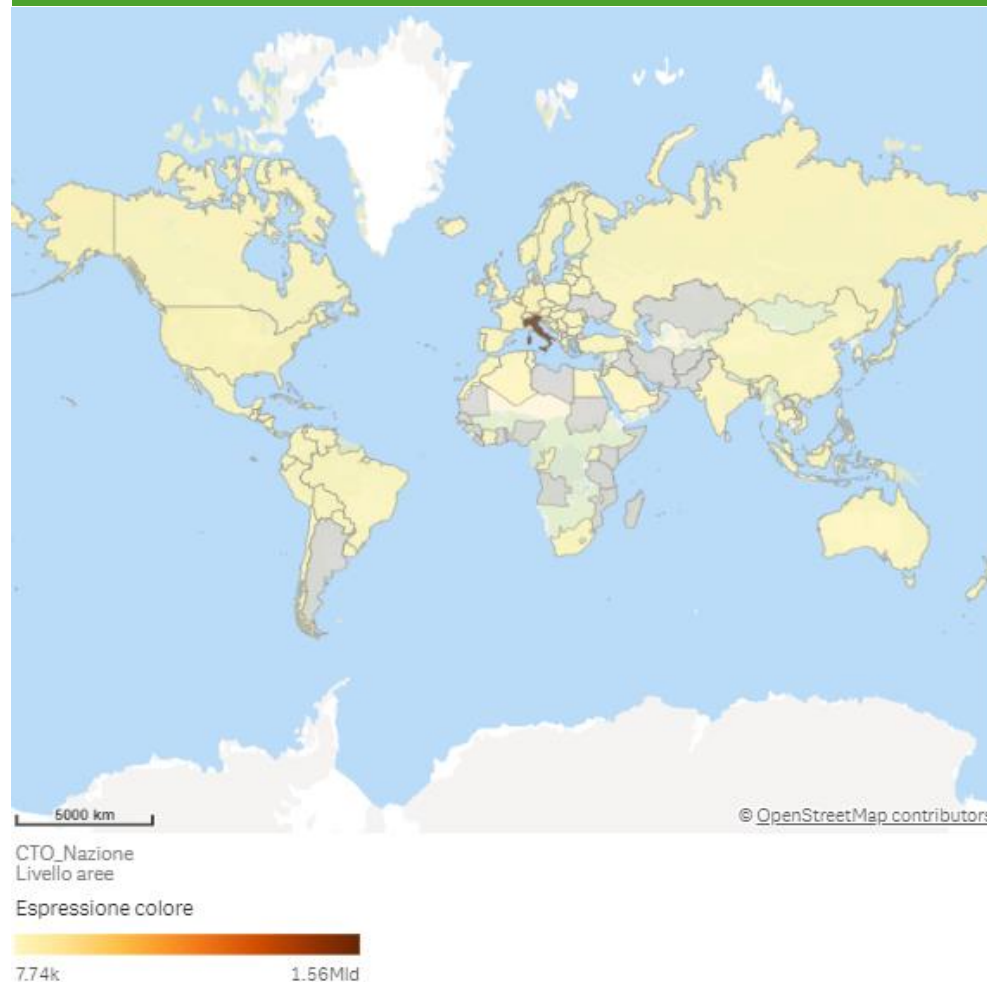 5000 km
© OpenStreetMap contributors
CTO_Nazione
Livello aree
Espressione colore
7.74k
1.56Mld